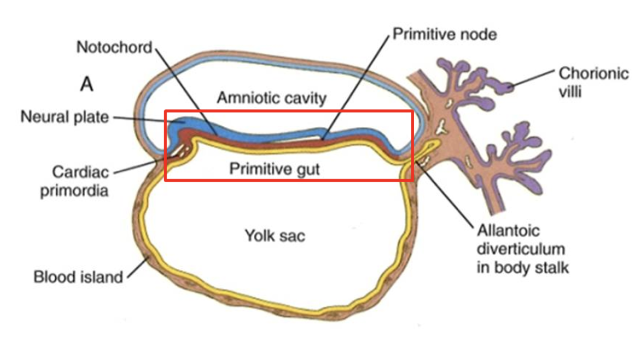 Notochord
Primitive node
A
Chorionic
villi
Amniotic cavity
Neural plate
Cardiac
primordia
Primitive gut
Yolk sac
Allantoic
diverticulum
in body stalk
Blood island